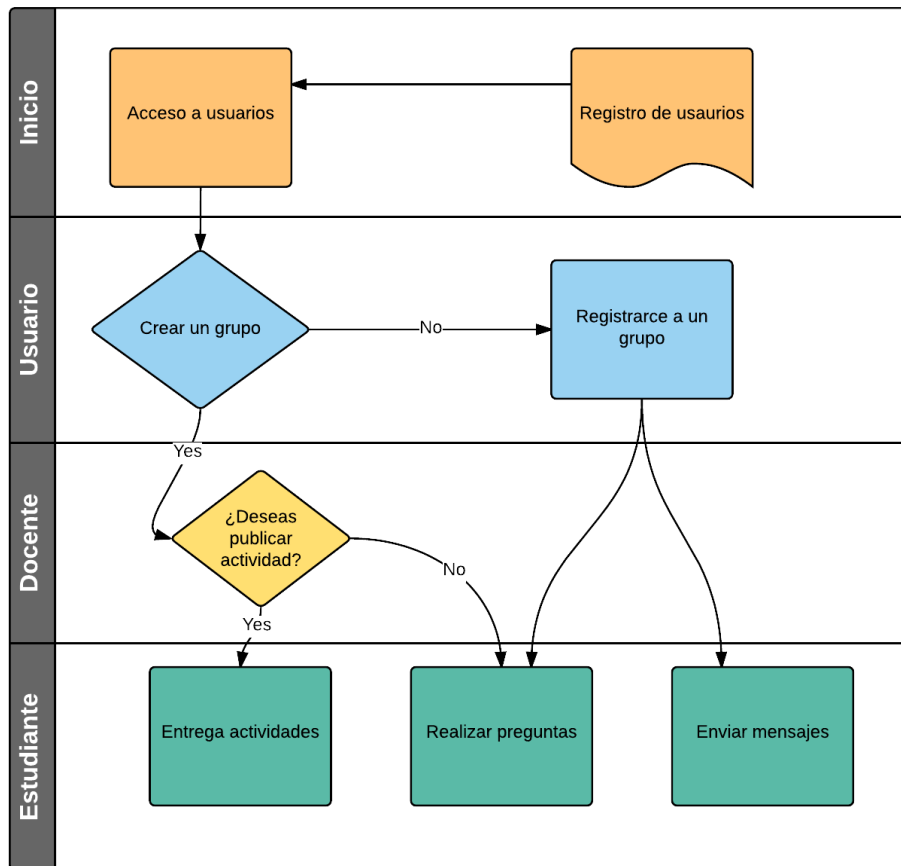 Inicio
Acceso a usuarios
Registro de usaurios
Usuario
Crear un grupo
No
Registrarce a un
grupo
Yes
Docente
¿Deseas
publicar
actividad?
No
Yes
Estudiante
Entrega actividades
Realizar preguntas
Enviar mensajes